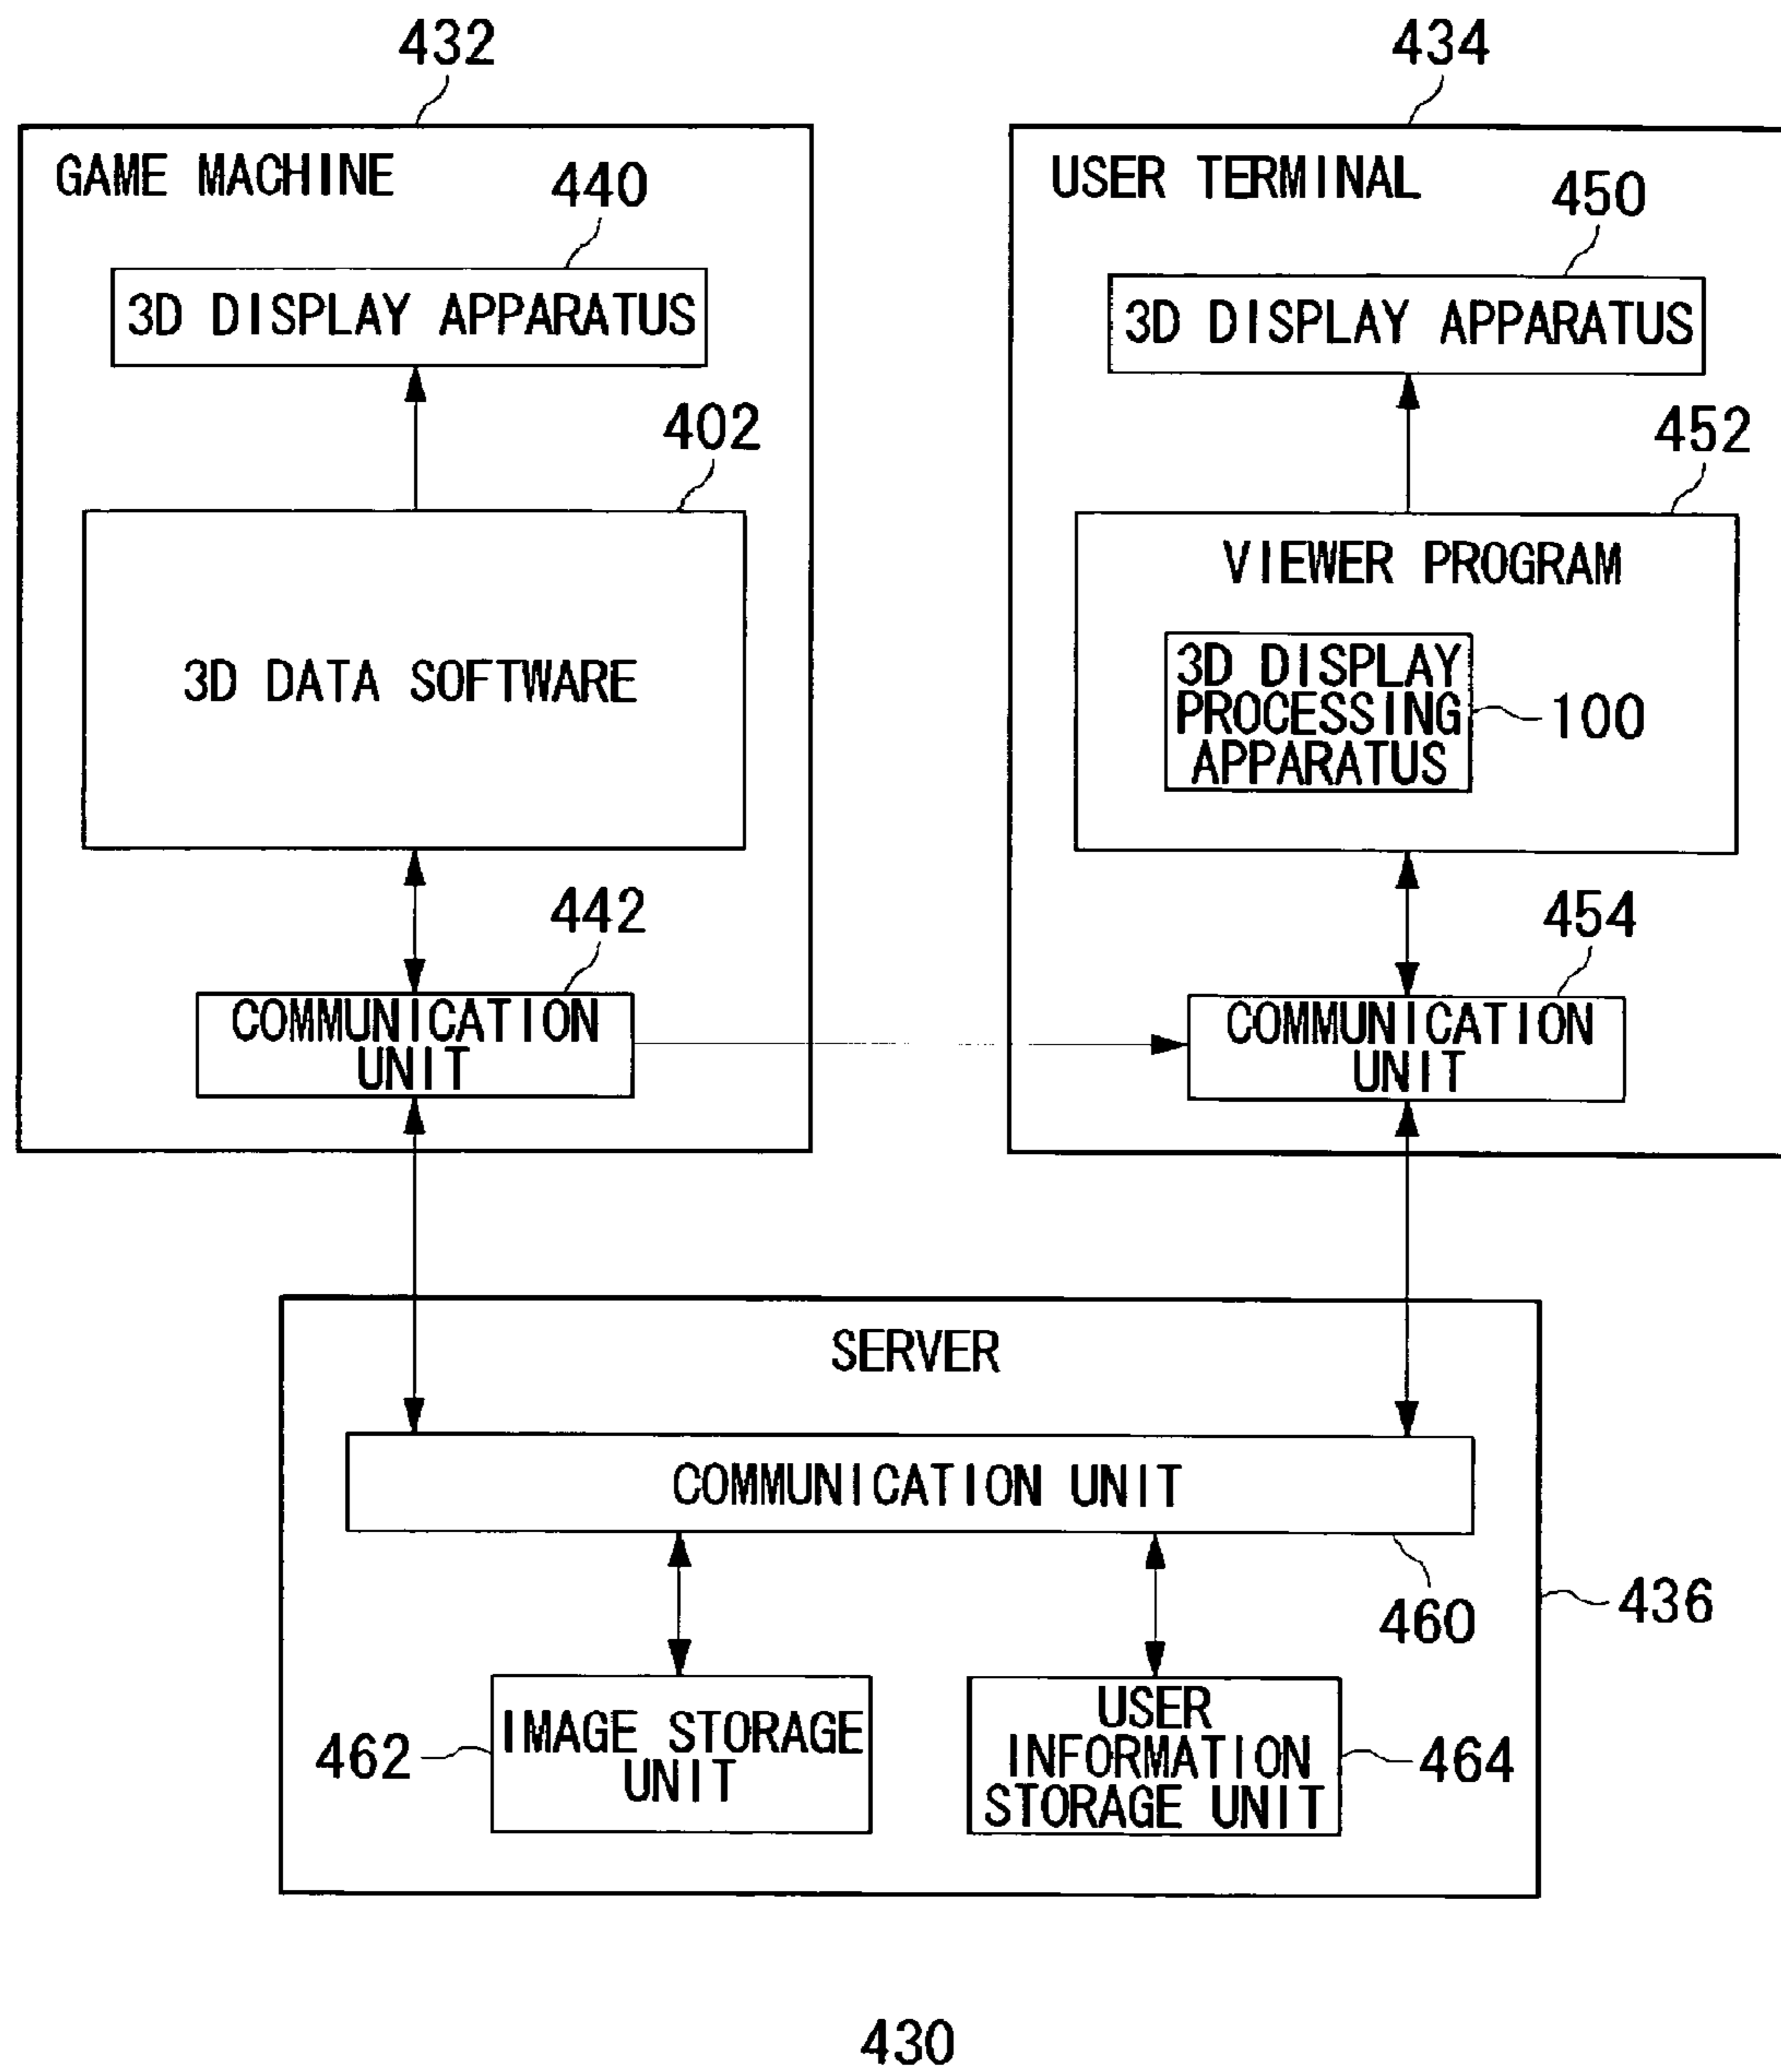 432
434
GAME MACHINE
440
3D DISPLAY APPARATUS
402
3D DATA SOFTWARE
442
COMMUNICATION
UNIT
USER TERMINAL
450
3D DISPLAY APPARATUS
452
VIEWER PROGRAM
3D DISPLAY
PROCESSING
APPARATUS
100
454
COMMUNICATION
UNIT
SERVER
COMMUNICATION UNIT
460
436
IMAGE STORAGE
UNIT
462
USER
INFORMATION
STORAGE UNIT
464
430